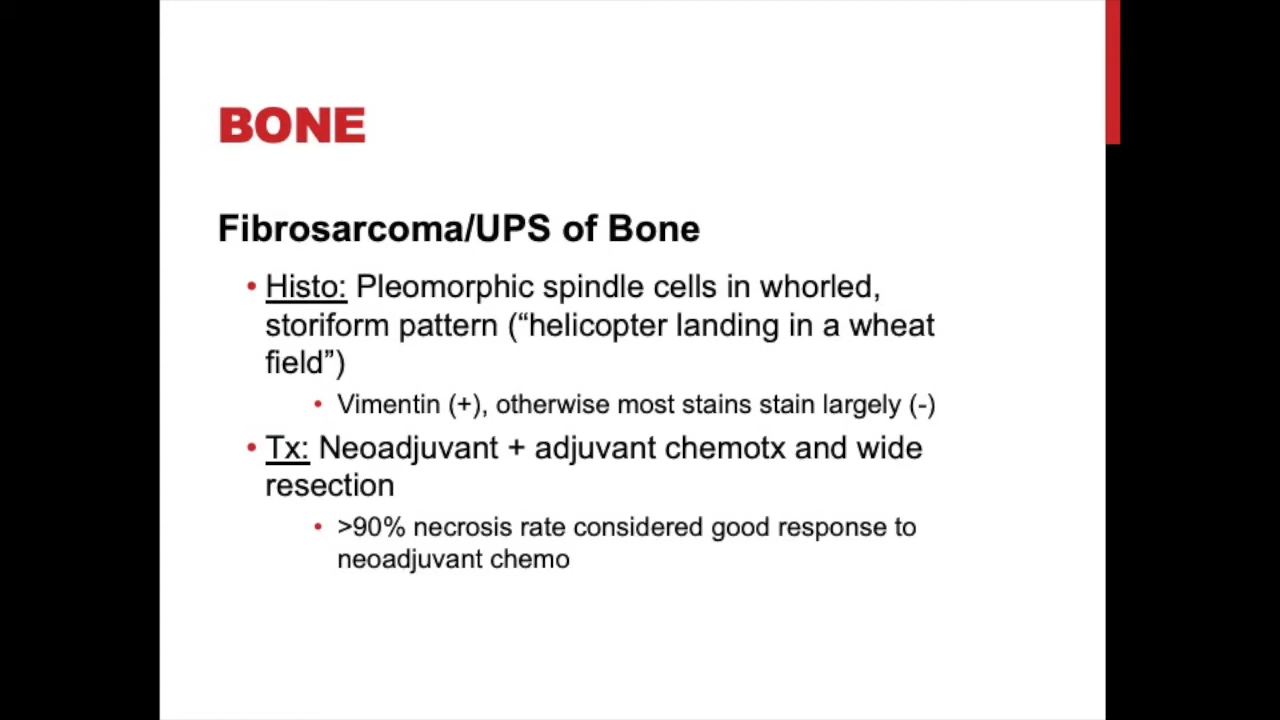 BONE
Fibrosarcoma/UPS of Bone
• Histo: Pleomorphic spindle cells in whorled,
storiform pattern (“helicopter landing in a wheat
field”)
• Vimentin (+), otherwise most stains stain largely (-)
• Tx: Neoadjuvant + adjuvant chemotx and wide
resection
• >90% necrosis rate considered good response to
neoadjuvant chemo